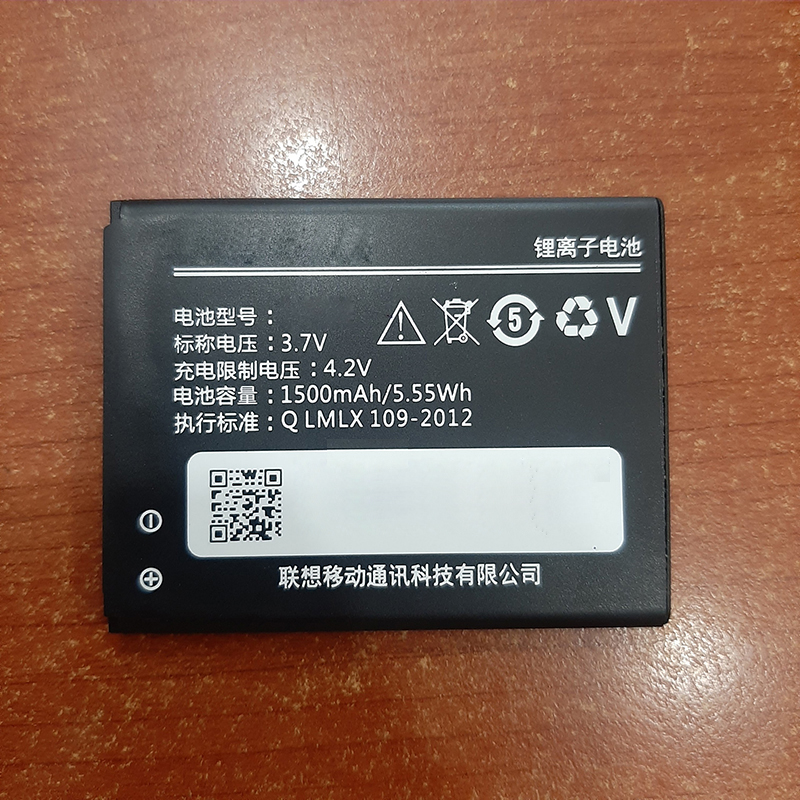 锂离子电池
电池型号：
标称电压：3.7V
充电限制电压：4.2V
电池容量：1500mAh/5.55Wh
执行标准：Q LMLX 109-2012
5
V
联想移动通讯科技有限公司